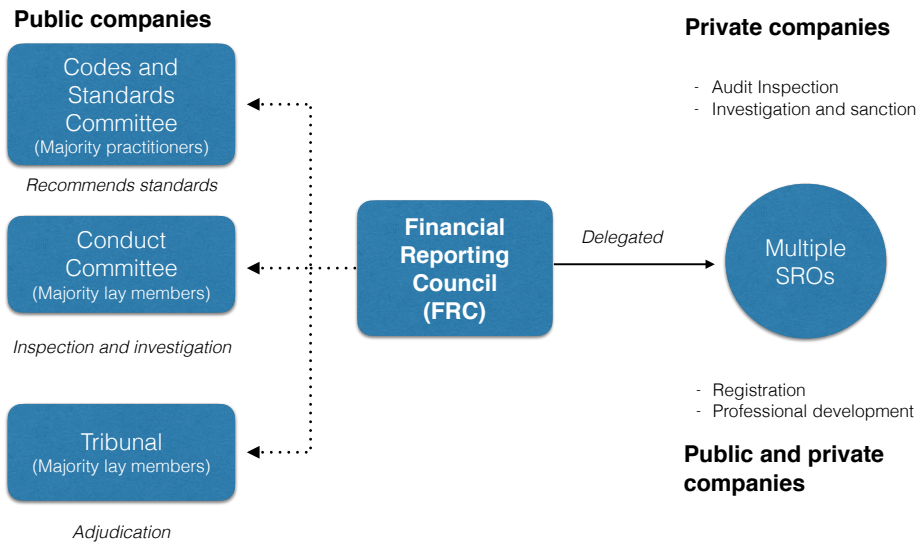 Public companies
Codes and
Standards
Committee
(Majority practitioners)
Recommends standards
Conduct
Committee
(Majority lay members)
Inspection and investigation
Tribunal
(Majority lay members)
Adjudication
Financial
Reporting
Council
(FRC)
Delegated
Private companies
- Audit Inspection
- Investigation and sanction
Multiple
SROs
- Registration
- Professional development
Public and private
companies